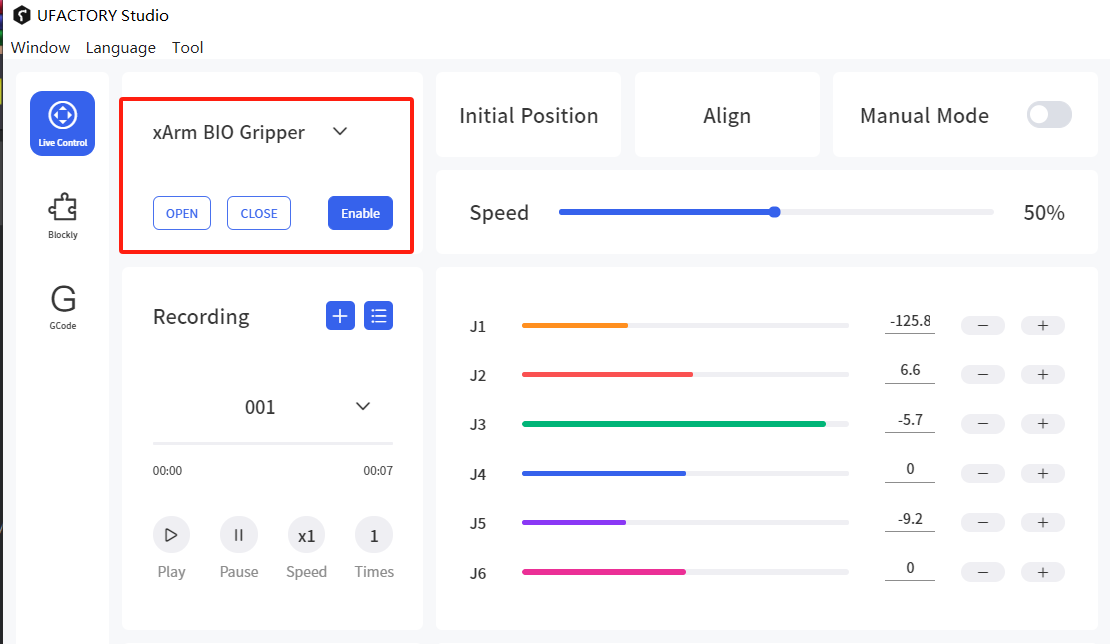 UFACTORY Studio
Window Language Tool
Live Control
Blockly
G
GCode
xArm BIO Gripper
OPEN CLOSE Enable
Initial Position
Align
Manual Mode
Speed 50%
Recording
001
00:00 00:07
x1 1
Play Pause Speed Times
J1 -125.8
J2 6.6
J3 -5.7
J4 0
J5 -9.2
J6 0